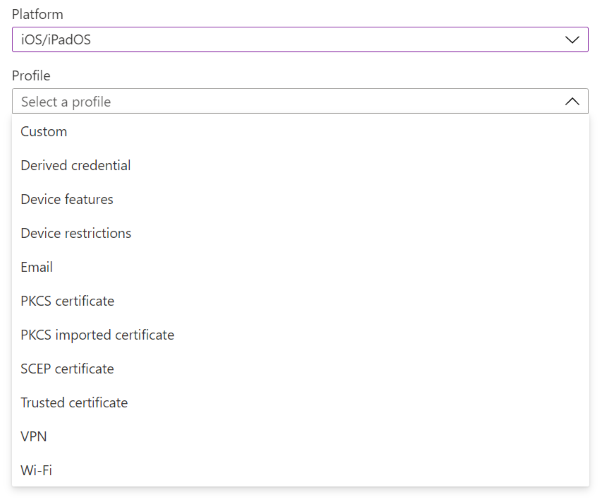 Platform
iOS/iPadOS
Profile
Select a profile
Custom
Derived credential
Device features
Device restrictions
Email
PKCS certificate
PKCS imported certificate
SCEP certificate
Trusted certificate
VPN
Wi-Fi